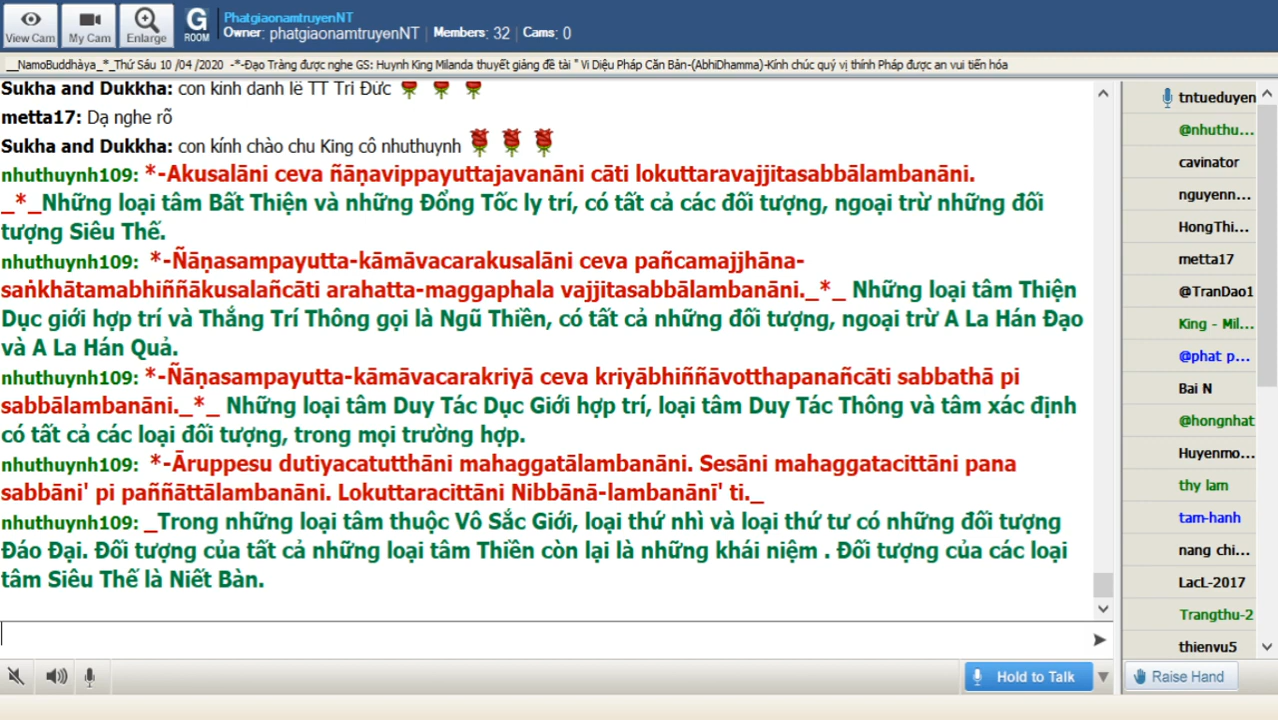 View Cam
My Cam
Enlarge
G
ROOM
PhatgiaonamtruyenNT
Owner: phatgiaonamtruyenNT | Members: 32 | Cams: 0
__NamoBuddhàya_*_Thứ Sáu 10 /04 /2020 -*-Đạo Tràng được nghe GS: Huynh King Milanda thuyết giảng đề tài " Vi Diệu Pháp Căn Bản-(AbhiDhamma)-Kính chúc quý vị thính Pháp được an vui tiến hóa
Sukha and Dukkha: con kính danh lễ TT Tri Đức
metta17: Dạ nghe rõ
Sukha and Dukkha: con kính chào chu King cô nhuthuynh
nhuthuynh109: *-Akusalāni ceva ñāṇavippayuttajavanāni cāti lokuttaravajjitasabbālambanāni.
_*_Những loại tâm Bất Thiện và những Đổng Tốc ly trí, có tất cả các đối tượng, ngoại trừ những đối
tượng Siêu Thế.
nhuthuynh109: *-Ñāṇasampayutta-kāmāvacarakusalāni ceva pañcamajjhāna-
saṅkhātamabhiññākusalañcāti arahatta-maggaphala vajjitasabbālambanāni._*_ Những loại tâm Thiện
Dục giới hợp trí và Thắng Trí Thông gọi là Ngũ Thiền, có tất cả những đối tượng, ngoại trừ A La Hán Đạo
và A La Hán Quả.
nhuthuynh109: *-Ñāṇasampayutta-kāmāvacarakriyā ceva kriyābhiññāvotthapanañcāti sabbathā pi
sabbālambanāni._*_ Những loại tâm Duy Tác Dục Giới hợp trí, loại tâm Duy Tác Thông và tâm xác định
có tất cả các loại đối tượng, trong mọi trường hợp.
nhuthuynh109: *-Āruppesu dutiyacatutthāni mahaggatālambanāni. Sesāni mahaggatacittāni pana
sabbāni' pi paññāttālambanāni. Lokuttaracittāni Nibbānā-lambanānī' ti._
nhuthuynh109: _Trong những loại tâm thuộc Vô Sắc Giới, loại thứ nhì và loại thứ tư có những đối tượng
Đáo Đại. Đối tượng của tất cả những loại tâm Thiền còn lại là những khái niệm . Đối tượng của các loại
tâm Siêu Thế là Niết Bàn.
Hold to Talk
tntueduyen
@nhuthu...
cavinator
nguyenn...
HongThi...
metta17
@TranDao1
King - Mil...
@phat p...
Bai N
@hongnhat
Huyenmo...
thy lam
tam-hanh
nang chi...
LacL-2017
Trangthu-2
thienvu5
Raise Hand